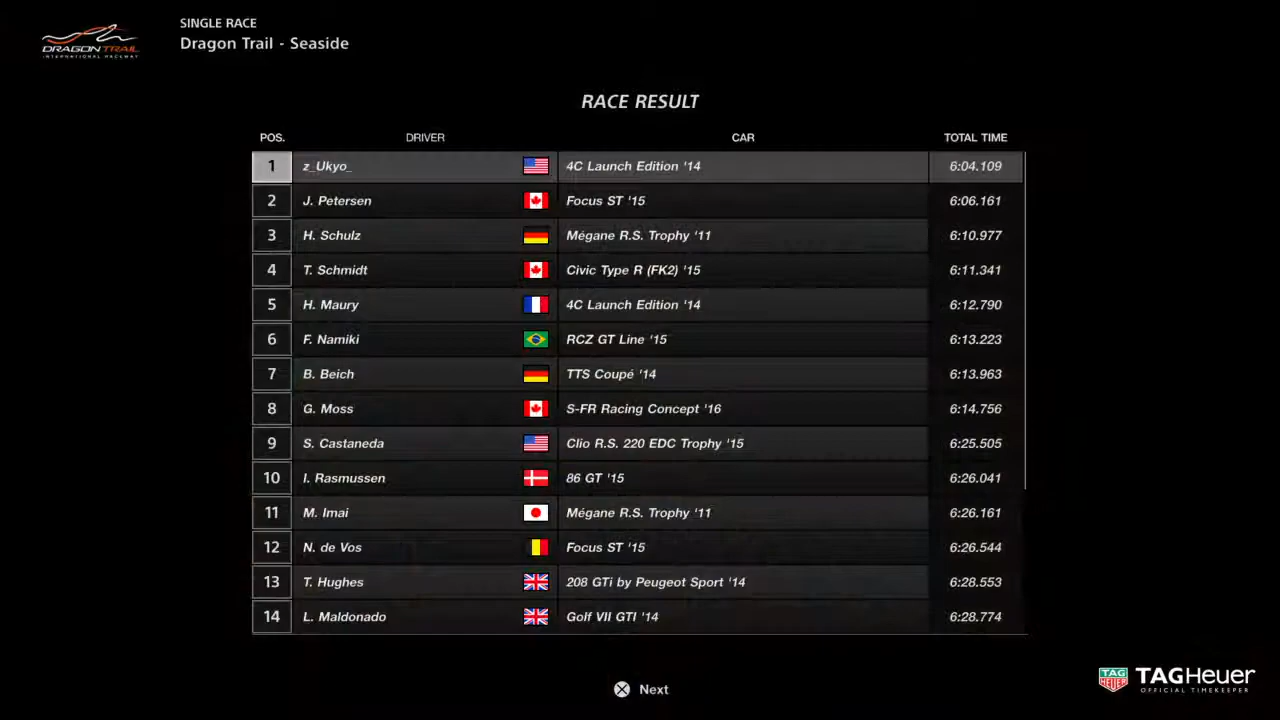 DRAGON TRAIL
INTERNATIONAL RACEWAY
SINGLE RACE
Dragon Trail - Seaside
RACE RESULT
POS. DRIVER CAR TOTAL TIME
1 z_Ukyo_ 4C Launch Edition '14 6:04.109
2 J. Petersen Focus ST '15 6:06.161
3 H. Schulz Mégane R.S. Trophy '11 6:10.977
4 T. Schmidt Civic Type R (FK2) '15 6:11.341
5 H. Maury 4C Launch Edition '14 6:12.790
6 F. Namiki RCZ GT Line '15 6:13.223
7 B. Beich TTS Coupé '14 6:13.963
8 G. Moss S-FR Racing Concept '16 6:14.756
9 S. Castaneda Clio R.S. 220 EDC Trophy '15 6:25.505
10 I. Rasmussen 86 GT '15 6:26.041
11 M. Imai Mégane R.S. Trophy '11 6:26.161
12 N. de Vos Focus ST '15 6:26.544
13 T. Hughes 208 GTi by Peugeot Sport '14 6:28.553
14 L. Maldonado Golf VII GTI '14 6:28.774
Next
TAG HEUER
TAGHeuer
OFFICIAL TIMEKEEPER